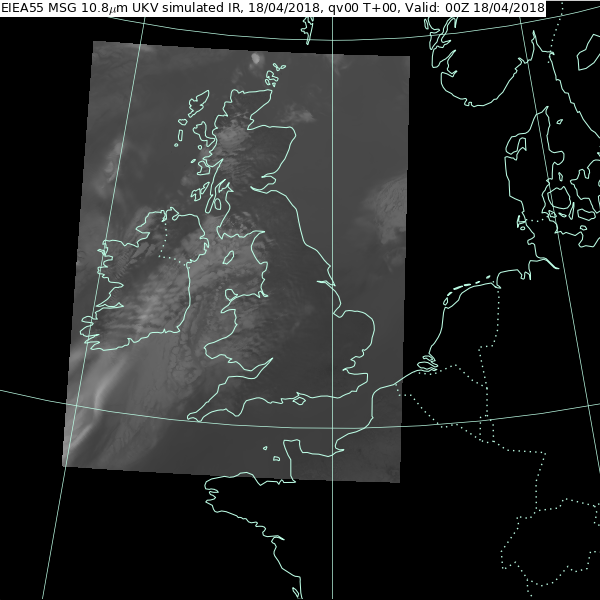 EIEA55 MSG 10.8μm UKV simulated IR, 18/04/2018, qv00 T+00, Valid: 00Z 18/04/2018